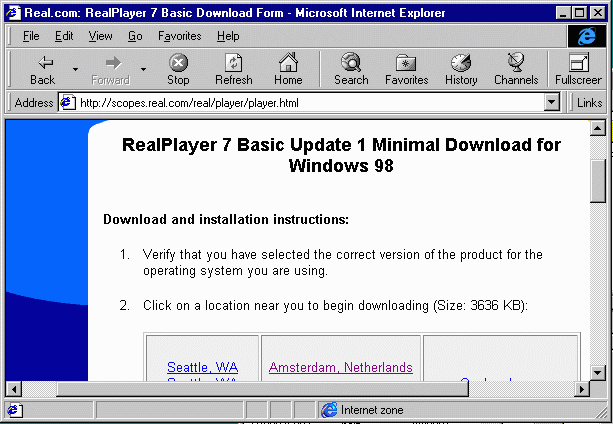 Real.com: RealPlayer 7 Basic Download Form - Microsoft Internet Explorer
File Edit View Go Favorites Help
Back Forward Stop Refresh Home Search Favorites History Channels Fullscreen
Address http://scopes.real.com/real/player/player.html Links
RealPlayer 7 Basic Update 1 Minimal Download for
Windows 98
Download and installation instructions:
1. Verify that you have selected the correct version of the product for the
operating system you are using.
2. Click on a location near you to begin downloading (Size: 3636 KB):
Seattle, WA Amsterdam, Netherlands
Seattle, WA
Internet zone